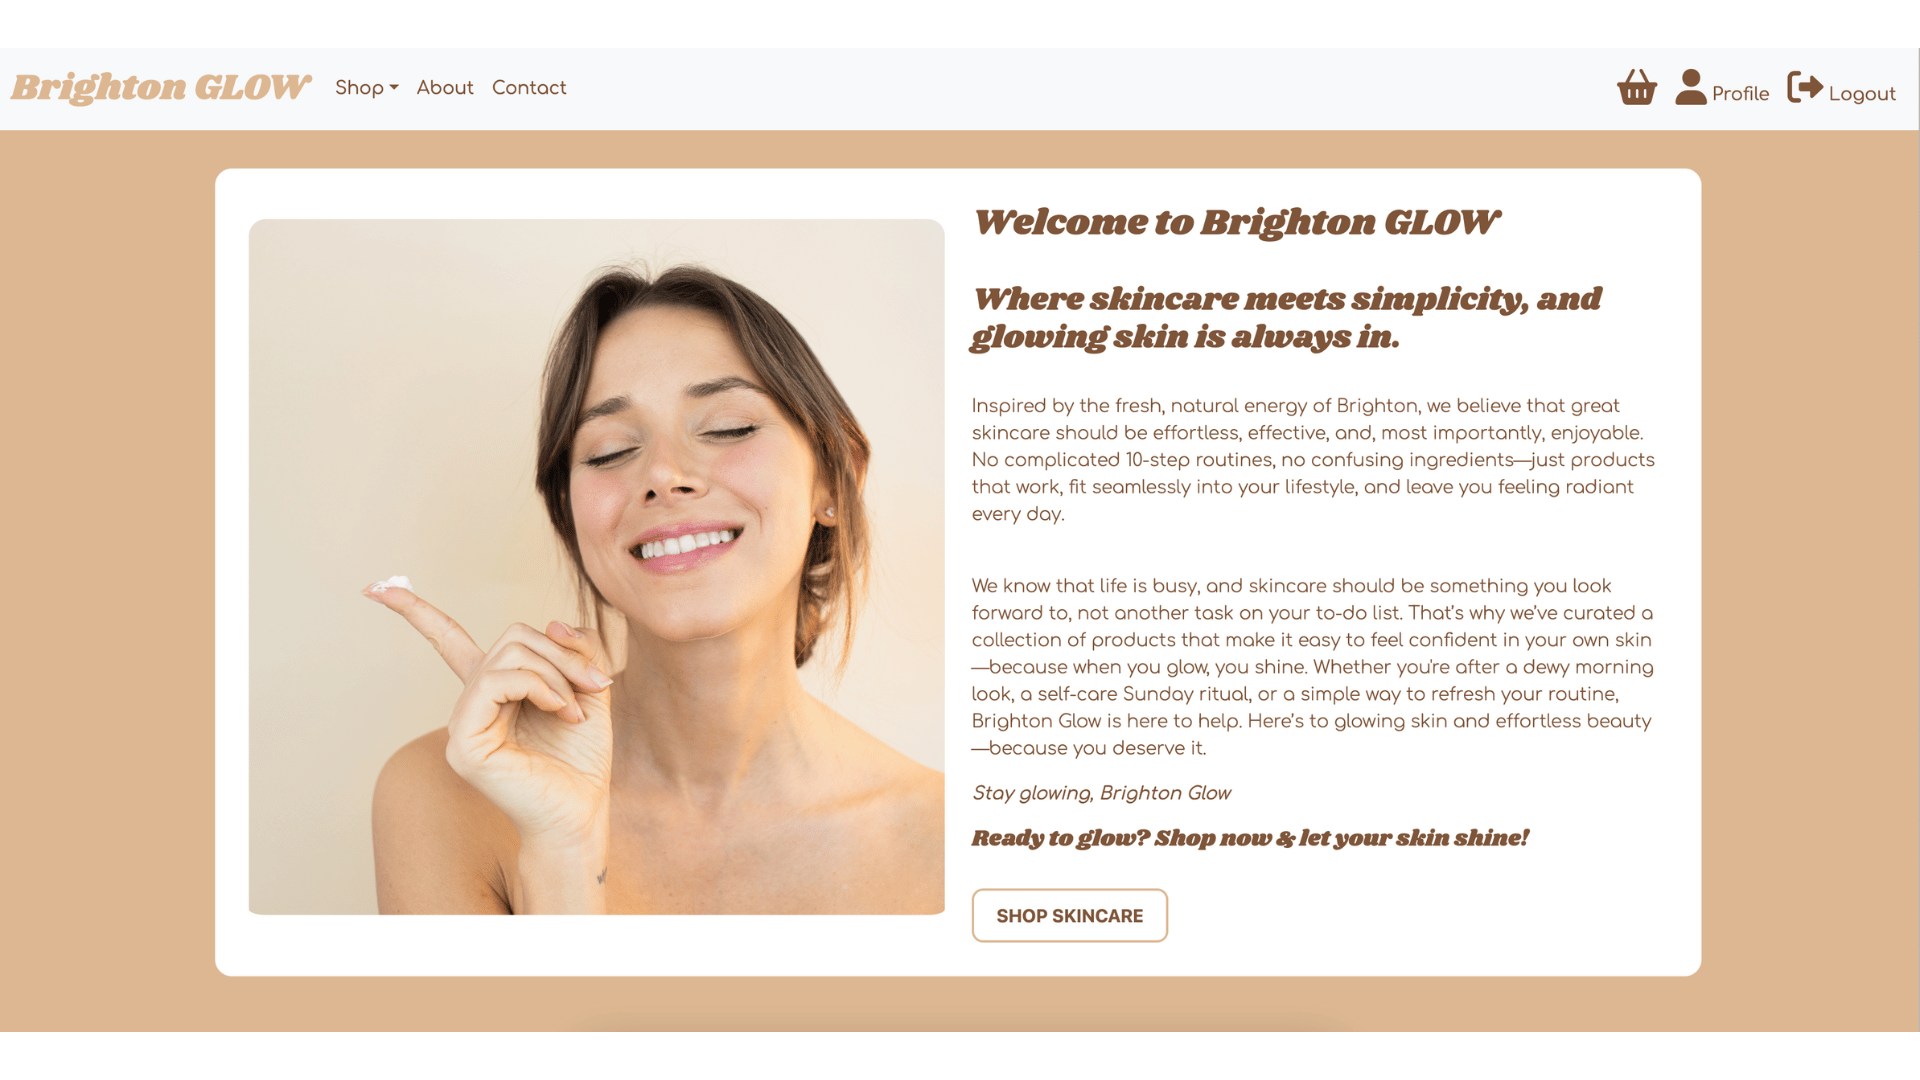 Brighton GLOW
Shop
About
Contact
Profile
Logout
Welcome to Brighton GLOW
Where skincare meets simplicity, and
glowing skin is always in.
Inspired by the fresh, natural energy of Brighton, we believe that great
skincare should be effortless, effective, and, most importantly, enjoyable.
No complicated 10-step routines, no confusing ingredients—just products
that work, fit seamlessly into your lifestyle, and leave you feeling radiant
every day.
We know that life is busy, and skincare should be something you look
forward to, not another task on your to-do list. That's why we've curated a
collection of products that make it easy to feel confident in your own skin
—because when you glow, you shine. Whether you're after a dewy morning
look, a self-care Sunday ritual, or a simple way to refresh your routine,
Brighton Glow is here to help. Here's to glowing skin and effortless beauty
—because you deserve it.
Stay glowing, Brighton Glow
Ready to glow? Shop now & let your skin shine!
SHOP SKINCARE